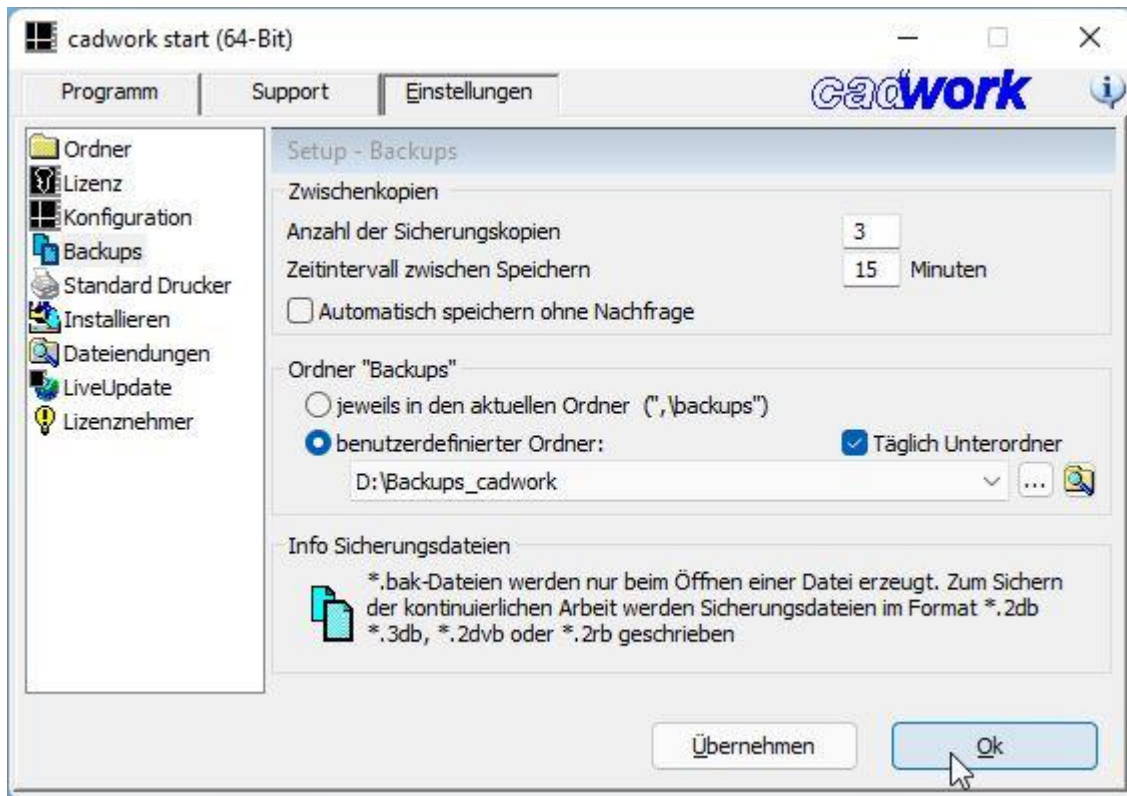 cadwork start (64-Bit)
Programm
Support
Einstellungen
cadwork
Ordner
Lizenz
Konfiguration
Backups
Standard Drucker
Installieren
Dateiendungen
LiveUpdate
Lizenznehmer
Setup - Backups
Zwischenkopien
Anzahl der Sicherungskopien 3
Zeitintervall zwischen Speichern 15 Minuten
Automatisch speichern ohne Nachfrage
Ordner "Backups"
jeweils in den aktuellen Ordner (",\backups")
benutzerdefinierter Ordner: Täglich Unterordner
D:\Backups_cadwork ...
Info Sicherungsdateien
*.bak-Dateien werden nur beim Öffnen einer Datei erzeugt. Zum Sichern
der kontinuierlichen Arbeit werden Sicherungsdateien im Format *.2db
*.3db, *.2dvb oder *.2rb geschrieben
Übernehmen
Ok